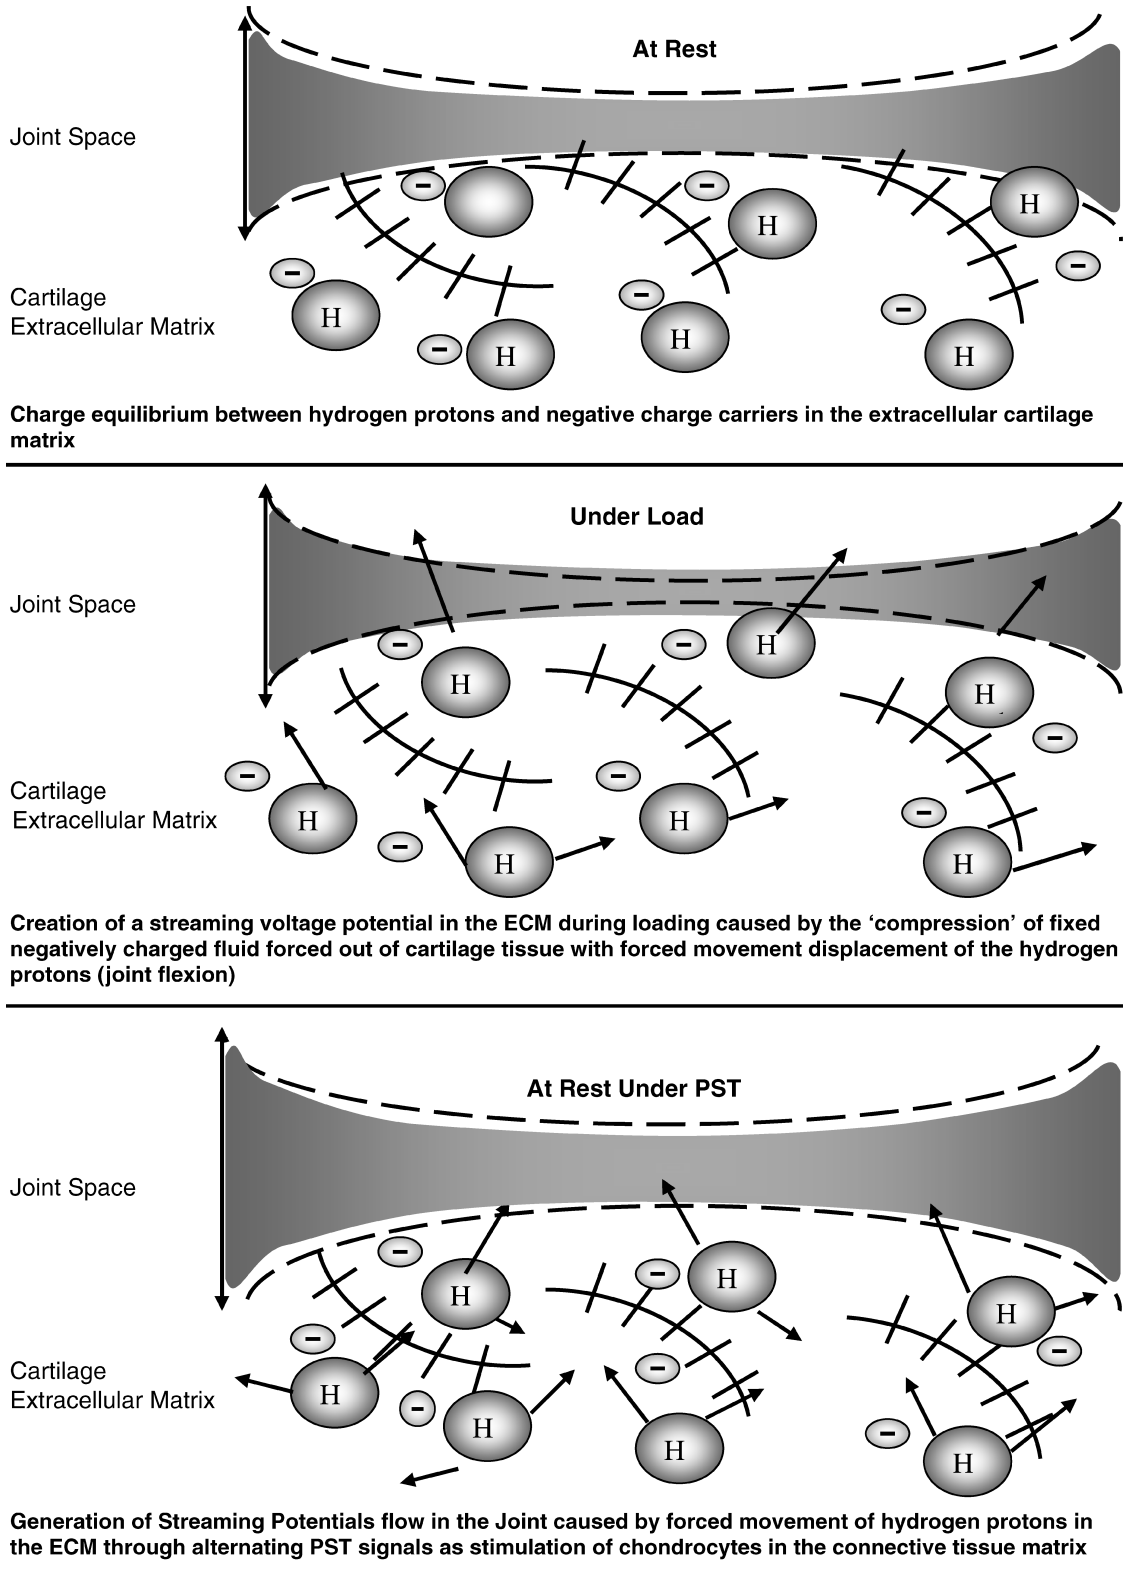 At Rest
Joint Space
−
−
H
H
−
H
−
−
Cartilage
Extracellular Matrix
H
−
H
−
H
H
Charge equilibrium between hydrogen protons and negative charge carriers in the extracellular cartilage
matrix
Under Load
Joint Space
−
−
H
H
H
−
−
−
Cartilage
Extracellular Matrix
H
H
−
−
H
H
Creation of a streaming voltage potential in the ECM during loading caused by the ‘compression’ of fixed
negatively charged fluid forced out of cartilage tissue with forced movement displacement of the hydrogen
protons (joint flexion)
At Rest Under PST
Joint Space
−
−
H
H
H
−
−
−
Cartilage
Extracellular Matrix
H
−
H
−
H
H
Generation of Streaming Potentials flow in the Joint caused by forced movement of hydrogen protons in
the ECM through alternating PST signals as stimulation of chondrocytes in the connective tissue matrix